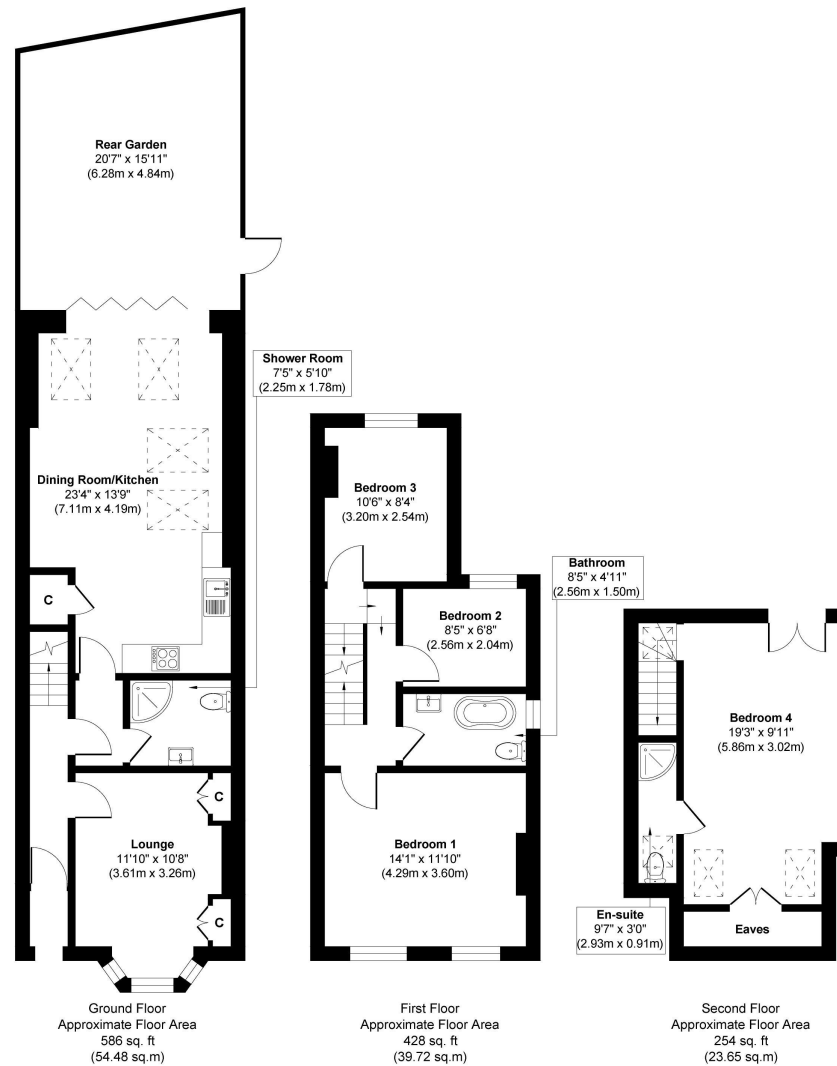 Rear Garden
20'7" x 15'11"
(6.28m x 4.84m)
Shower Room
7'5" x 5'10"
(2.25m x 1.78m)
Dining Room/Kitchen
23'4" x 13'9"
(7.11m x 4.19m)
C
C
Lounge
11'10" x 10'8"
(3.61m x 3.26m)
C
Ground Floor
Approximate Floor Area
586 sq. ft
(54.48 sq.m)
Bedroom 3
10'6" x 8'4"
(3.20m x 2.54m)
Bathroom
8'5" x 4'11"
(2.56m x 1.50m)
Bedroom 2
8'5" x 6'8"
(2.56m x 2.04m)
Bedroom 1
14'1" x 11'10"
(4.29m x 3.60m)
First Floor
Approximate Floor Area
428 sq. ft
(39.72 sq.m)
Bedroom 4
19'3" x 9'11"
(5.86m x 3.02m)
En-suite
9'7" x 3'0"
(2.93m x 0.91m)
Eaves
Second Floor
Approximate Floor Area
254 sq. ft
(23.65 sq.m)